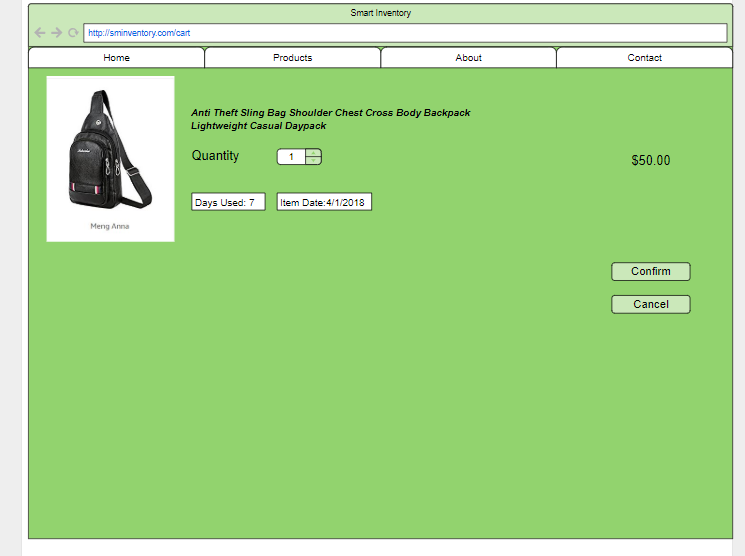 Smart Inventory
http://sminventory.com/cart
Home Products About Contact
Anti Theft Sling Bag Shoulder Chest Cross Body Backpack
Lightweight Casual Daypack
Quantity 1 $50.00
Days Used: 7 Item Date:4/1/2018
Meng Anna
Confirm
Cancel